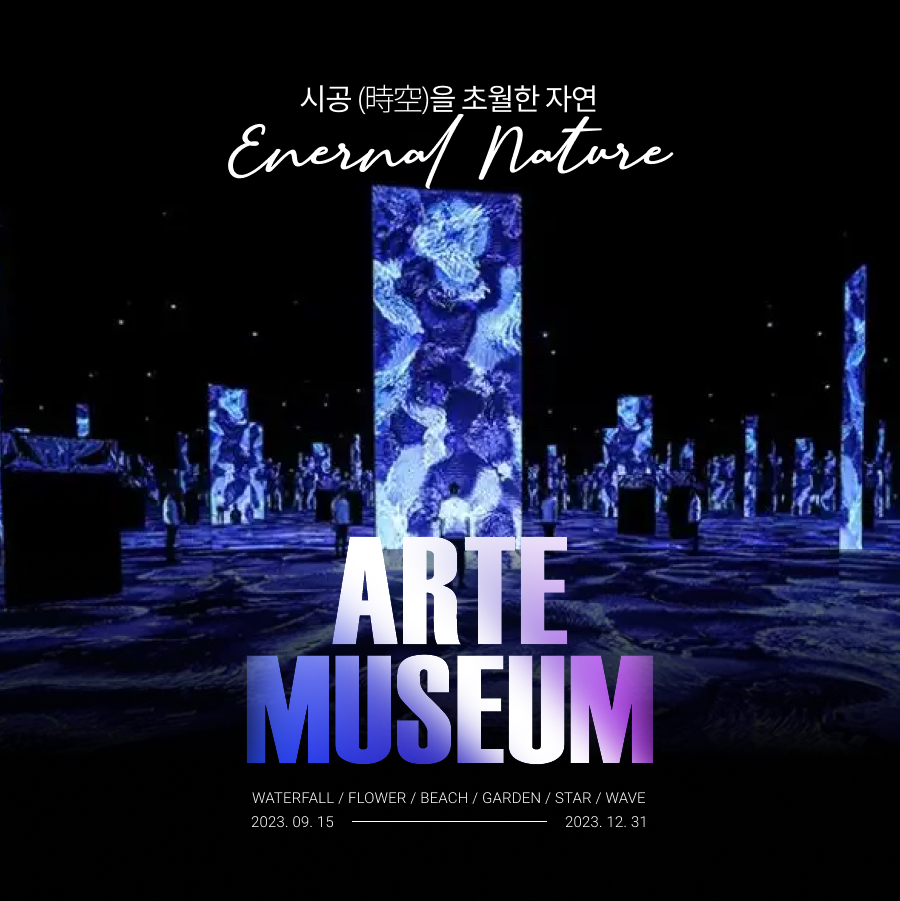 시공 (時空)을 초월한 자연
Enernal Nature
ARTE
MUSEUM
WATERFALL / FLOWER / BEACH / GARDEN / STAR / WAVE
2023. 09. 15 2023. 12. 31